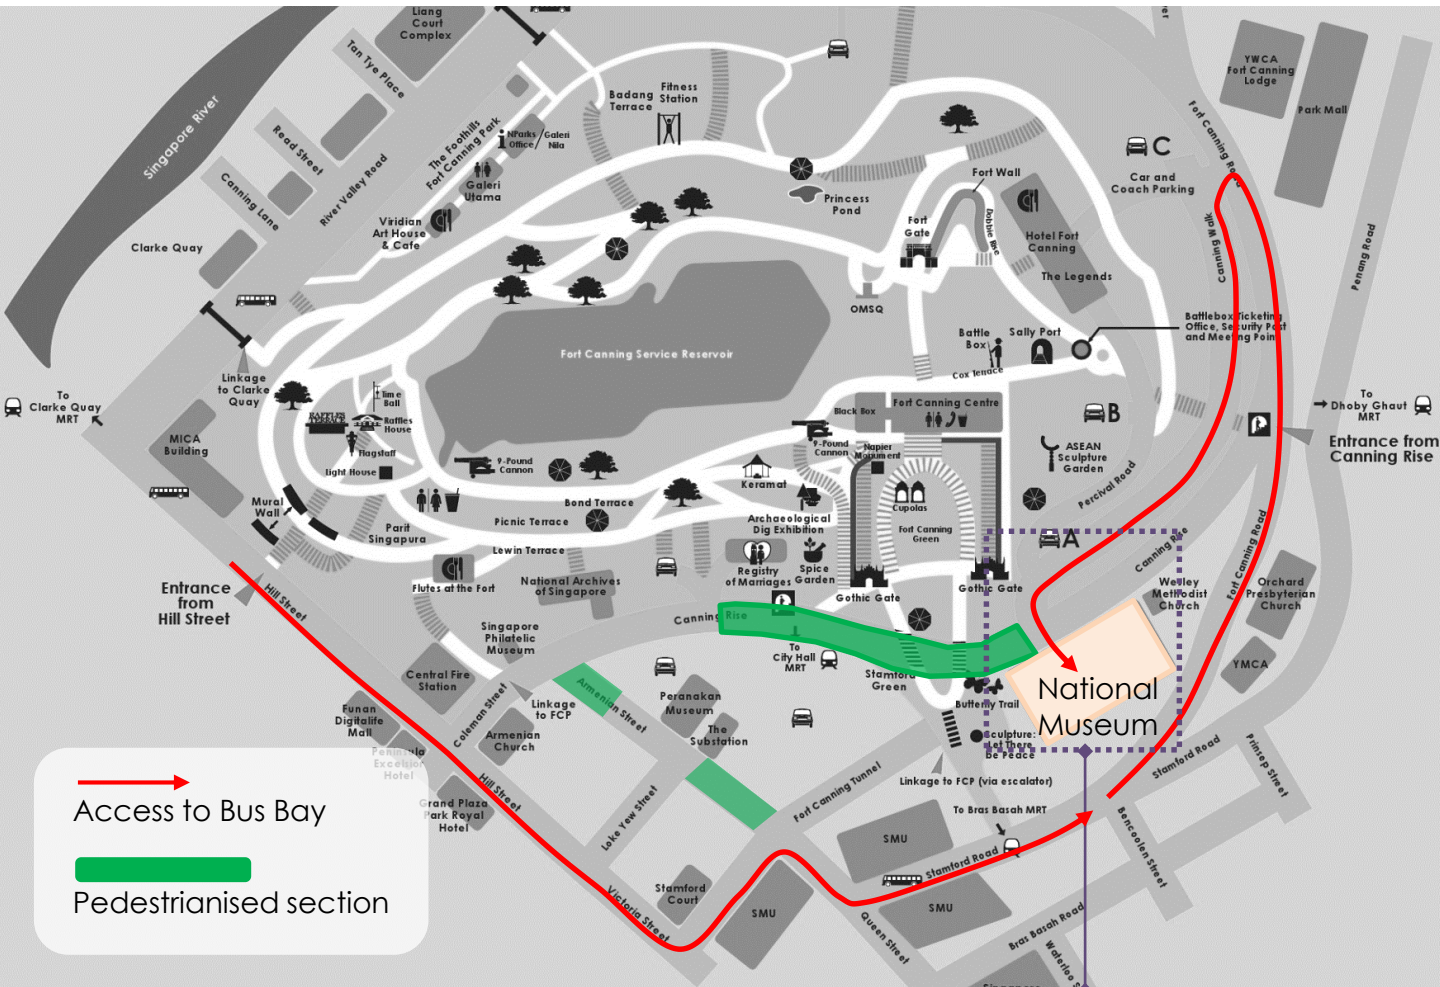 Liang
Court
Complex
Tan Tye Place
Read Street
Canning Lane
River Valley Road
Singapore River
Clarke Quay
The Foothills
Fort Canning Park
NParks
Office/
Galeri
Nila
Galeri
Utama
Viridian
Art House
& Cafe
Badang
Terrace
Fitness
Station
Princess
Pond
Fort Wall
Fort
Gate
Dobbie Rise
Hotel Fort
Canning
The Legends
OMSQ
C
Car and
Coach Parking
YWCA
Fort Canning
Lodge
Park Mall
Fort Canning Road
Canning Walk
Penang Road
Battlebox Ticketing
Office, Security Post
and Meeting Point
Battle
Box
Sally Port
Cox Terrace
Fort Canning Service Reservoir
To
Clarke Quay
MRT
Linkage
to Clarke
Quay
MICA
Building
Time
Ball
RAFFLES
TERRACE
Raffles
House
Flagstaff
Light House
9-Pound
Cannon
Black Box
Fort Canning Centre
B
9-Pound
Cannon
Napier
Monument
ASEAN
Sculpture
Garden
To
Dhoby Ghaut
MRT
Entrance from
Canning Rise
Percival Road
Mural
Wall
Parit
Singapura
Picnic Terrace
Bond Terrace
Lewin Terrace
Keramat
Archaeological
Dig Exhibition
Cupolas
Fort Canning
Green
A
Canning Rise
Fort Canning Road
Flutes at the Fort
National Archives
of Singapore
Registry
of Marriages
Spice
Garden
Gothic Gate
Gothic Gate
Wesley
Methodist
Church
Orchard
Presbyterian
Church
YMCA
Entrance
from
Hill Street
Hill Street
Singapore
Philatelic
Museum
Canning Rise
To
City Hall
MRT
Stamford
Green
Butterfly Trail
National
Museum
Central Fire
Station
Coleman Street
Linkage
to FCP
Armenian Street
Peranakan
Museum
The
Substation
Sculpture:
Let There
be Peace
Linkage to FCP (via escalator)
Stamford Road
Prinsep Street
Funan
Digitalife
Mall
Peninsula
Excelsior
Hotel
Armenian
Church
Hill Street
Grand Plaza
Park Royal
Hotel
Loke Yew Street
Fort Canning Tunnel
To Bras Basah MRT
SMU
Stamford Road
Bencoolen Street
Victoria Street
Stamford
Court
SMU
SMU
Queen Street
Bras Basah Road
Access to Bus Bay
Pedestrianised section